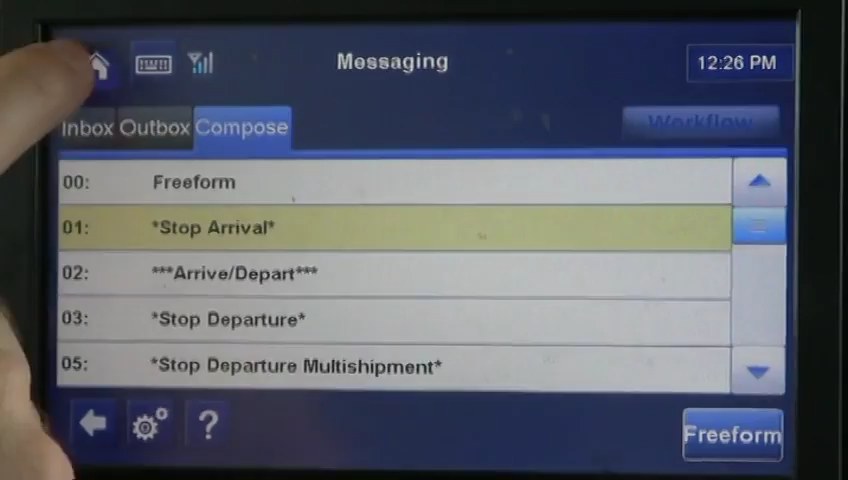 Messaging
12:26 PM
Inbox Outbox Compose
Workflow
00: Freeform
01: *Stop Arrival*
02: ***Arrive/Depart***
03: *Stop Departure*
05: *Stop Departure Multishipment*
?
Freeform